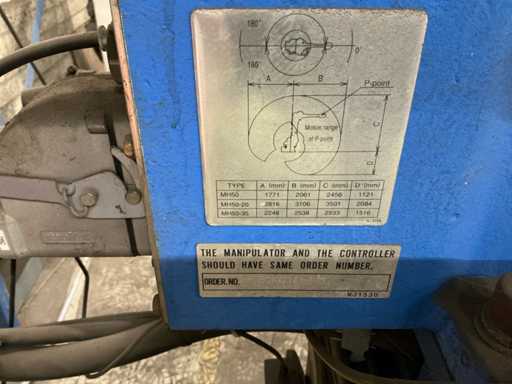 180°
0°
180°
A
B
P-point
Motion range
of P-point
C
D
TYPE A (mm) B (mm) C (mm) D (mm)
MH50 1771 2061 2456 1121
MH50-20 2816 3106 3501 2084
MH50-35 2248 2538 2933 1516
THE MANIPULATOR AND THE CONTROLLER
SHOULD HAVE SAME ORDER NUMBER.
ORDER.NO.
NJ1530